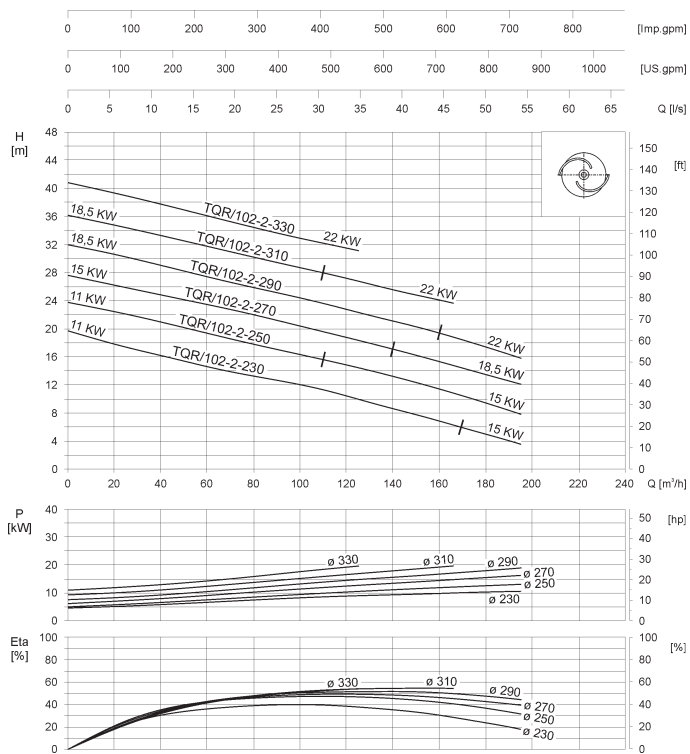 0 100 200 300 400 500 600 700 800 [Imp.gpm]
0 100 200 300 400 500 600 700 800 900 1000 [US.gpm]
0 5 10 15 20 25 30 35 40 45 50 55 60 65 Q [l/s]
H
[m]
48
44
40
36
32
28
24
20
16
12
8
4
0
150
140
130
120
110
100
90
80
70
60
50
40
30
20
10
0
[ft]
TQR/102-2-330
22 KW
18,5 KW
TQR/102-2-310
22 KW
18,5 KW
TQR/102-2-290
22 KW
15 KW
TQR/102-2-270
18,5 KW
11 KW
TQR/102-2-250
15 KW
11 KW
TQR/102-2-230
15 KW
0 20 40 60 80 100 120 140 160 180 200 220 240 Q [m³/h]
P
[kW]
40
30
20
10
0
50
40
30
20
10
0
[hp]
ø 330
ø 310
ø 290
ø 270
ø 250
ø 230
Eta
[%]
100
80
60
40
20
0
100
80
60
40
20
0
[%]
ø 330
ø 310
ø 290
ø 270
ø 250
ø 230